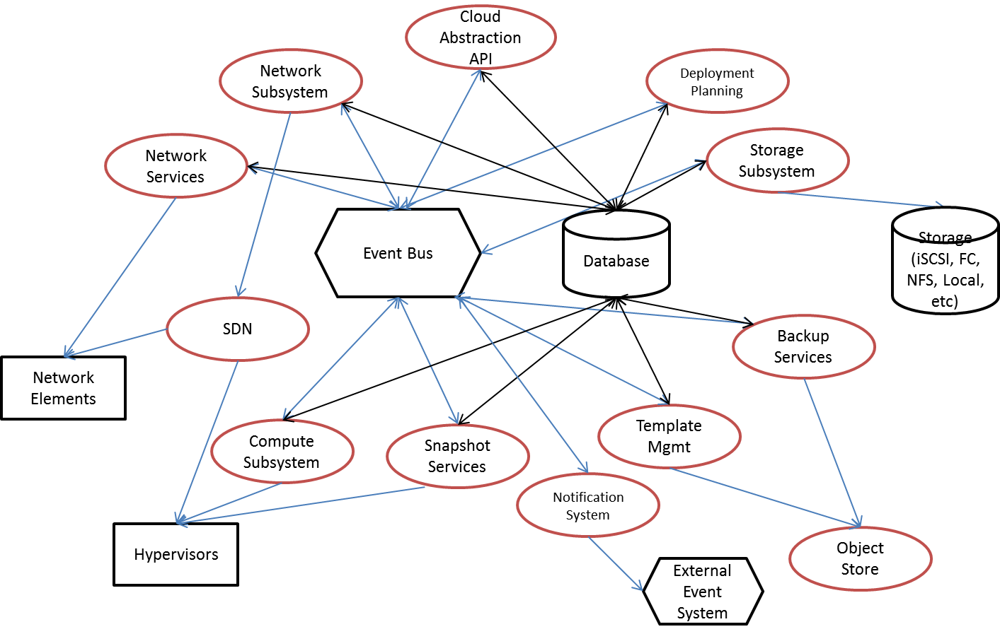 Cloud
Abstraction
API
Network
Subsystem
Deployment
Planning
Network
Services
Storage
Subsystem
Event Bus
Database
Storage
(iSCSI, FC,
NFS, Local,
etc)
SDN
Backup
Services
Network
Elements
Compute
Subsystem
Snapshot
Services
Template
Mgmt
Notification
System
Hypervisors
Object
Store
External
Event
System